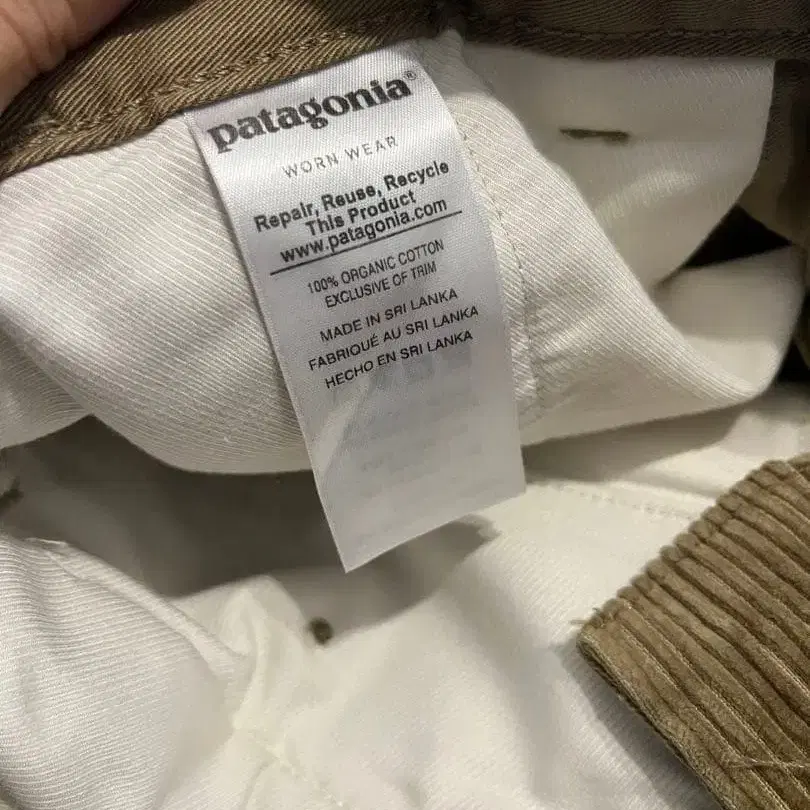 patagonia®
WORN WEAR
Repair, Reuse, Recycle
This Product
www.patagonia.com
100% ORGANIC COTTON
EXCLUSIVE OF TRIM
MADE IN SRI LANKA
FABRIQUÉ AU SRI LANKA
HECHO EN SRI LANKA